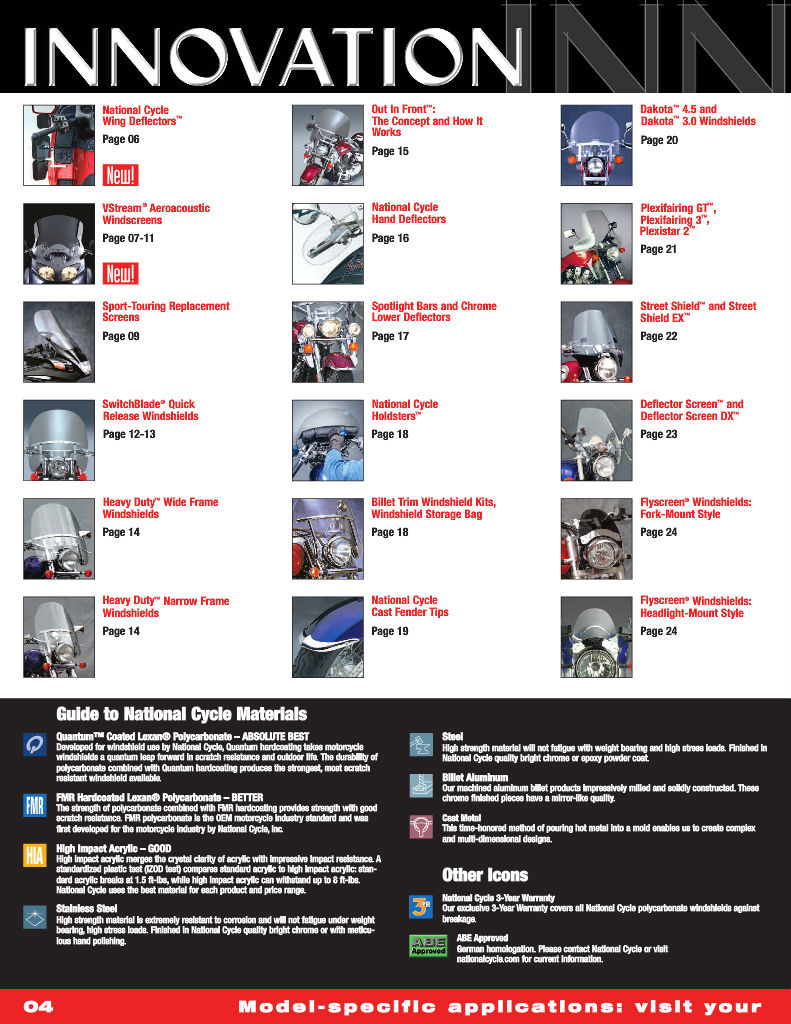 INNOVATION
INN
National Cycle
Wing Deflectors™
Page 06
New!
VStream® Aeroacoustic
Windscreens
Page 07-11
New!
Sport-Touring Replacement
Screens
Page 09
SwitchBlade® Quick
Release Windshields
Page 12-13
Heavy Duty™ Wide Frame
Windshields
Page 14
Heavy Duty™ Narrow Frame
Windshields
Page 14
Out In Front™:
The Concept and How It
Works
Page 15
National Cycle
Hand Deflectors
Page 16
Spotlight Bars and Chrome
Lower Deflectors
Page 17
National Cycle
Holdsters™
Page 18
Billet Trim Windshield Kits,
Windshield Storage Bag
Page 18
National Cycle
Cast Fender Tips
Page 19
Dakota™ 4.5 and
Dakota™ 3.0 Windshields
Page 20
Plexifairing GT™,
Plexifairing 3™,
Plexistar 2™
Page 21
Street Shield™ and Street
Shield EX™
Page 22
Deflector Screen™ and
Deflector Screen DX™
Page 23
Flyscreen® Windshields:
Fork-Mount Style
Page 24
Flyscreen® Windshields:
Headlight-Mount Style
Page 24
Guide to National Cycle Materials
Quantum™ Coated Lexan® Polycarbonate – ABSOLUTE BEST
Developed for windshield use by National Cycle, Quantum hardcoating takes motorcycle
windshields a quantum leap forward in scratch resistance and outdoor life. The durability of
polycarbonate combined with Quantum hardcoating produces the strongest, most scratch
resistant windshield available.
FMR
FMR Hardcoated Lexan® Polycarbonate – BETTER
The strength of polycarbonate combined with FMR hardcoating provides strength with good
scratch resistance. FMR polycarbonate is the OEM motorcycle industry standard and was
first developed for the motorcycle industry by National Cycle, Inc.
HIA
High Impact Acrylic – GOOD
High impact acrylic merges the crystal clarity of acrylic with impressive impact resistance. A
standardized plastic test (IZOD test) compares standard acrylic to high impact acrylic: stan-
dard acrylic breaks at 1.5 ft-lbs, while high impact acrylic can withstand up to 8 ft-lbs.
National Cycle uses the best material for each product and price range.
Stainless Steel
High strength material is extremely resistant to corrosion and will not fatigue under weight
bearing, high stress loads. Finished in National Cycle quality bright chrome or with meticu-
lous hand polishing.
Steel
High strength material will not fatigue with weight bearing and high stress loads. Finished in
National Cycle quality bright chrome or epoxy powder coat.
Billet Aluminum
Our machined aluminum billet products impressively milled and solidly constructed. These
chrome finished pieces have a mirror-like quality.
Cast Metal
This time-honored method of pouring hot metal into a mold enables us to create complex
and multi-dimensional designs.
Other Icons
3YR
National Cycle 3-Year Warranty
Our exclusive 3-Year Warranty covers all National Cycle polycarbonate windshields against
breakage.
ABE
Approved
ABE Approved
German homologation. Please contact National Cycle or visit
nationalcycle.com for current information.
04
Model-specific applications: visit your